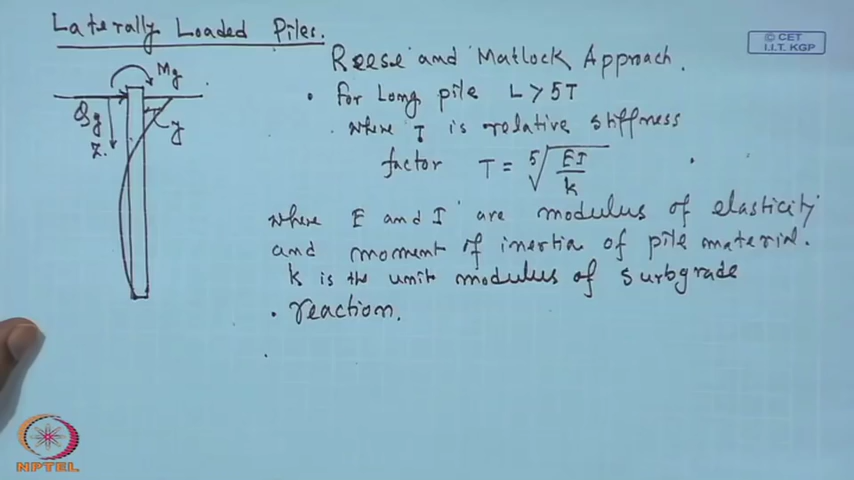 Laterally Loaded Piles.
© CET
I.I.T. KGP
Reese and Matlock Approach.
Mg
Qg
z.
y
• for Long pile L > 5T
where T is relative stiffness
factor T = ⁵√(EI/k)
where E and I are modulus of elasticity
and moment of inertia of pile material.
k is the unit modulus of surbgrade
• reaction.
NPTEL